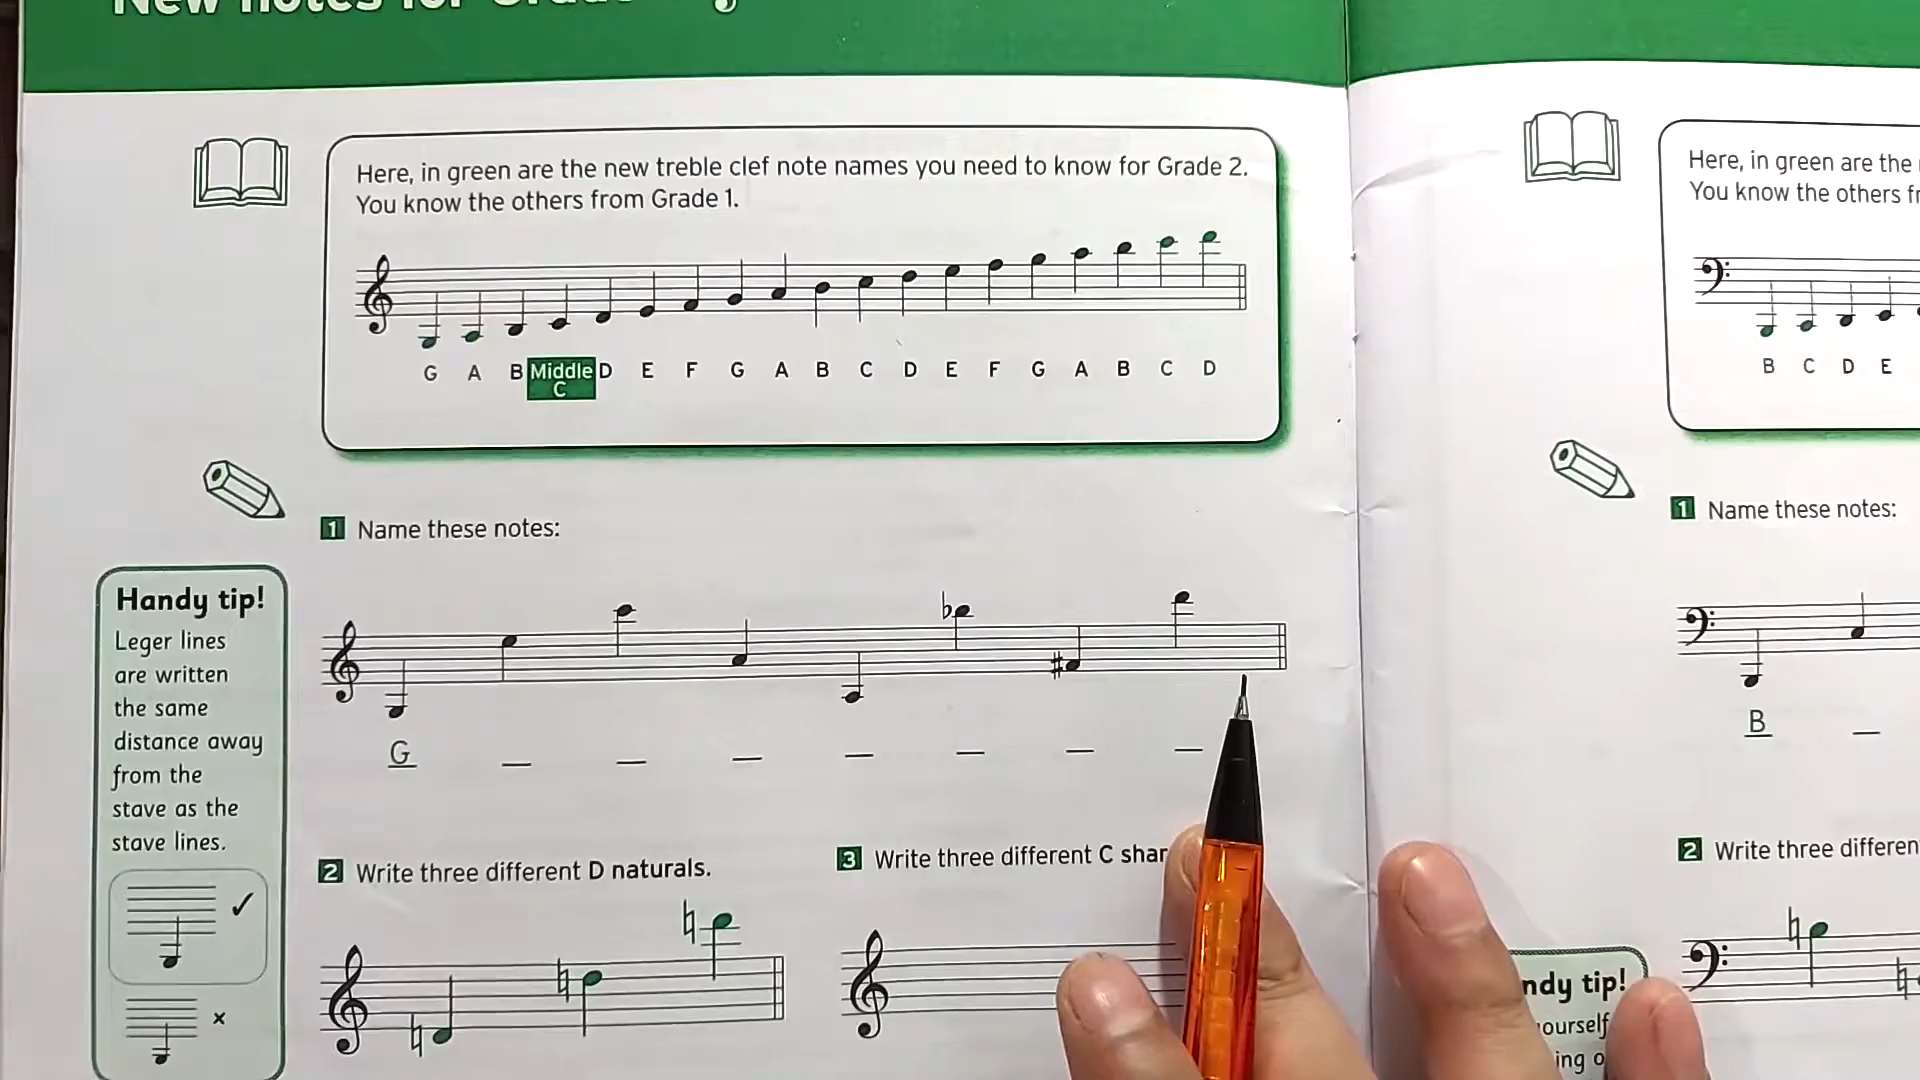 New notes for
Here, in green are the new treble clef note names you need to know for Grade 2.
You know the others from Grade 1.
G A B Middle C D E F G A B C D E F G A B C D
1 Name these notes:
G
Handy tip!
Leger lines
are written
the same
distance away
from the
stave as the
stave lines.
2 Write three different D naturals.
3 Write three different C shar
Here, in green are the
You know the others fr
B C D E
1 Name these notes:
B
2 Write three differen
ndy tip!
ourself
ing o